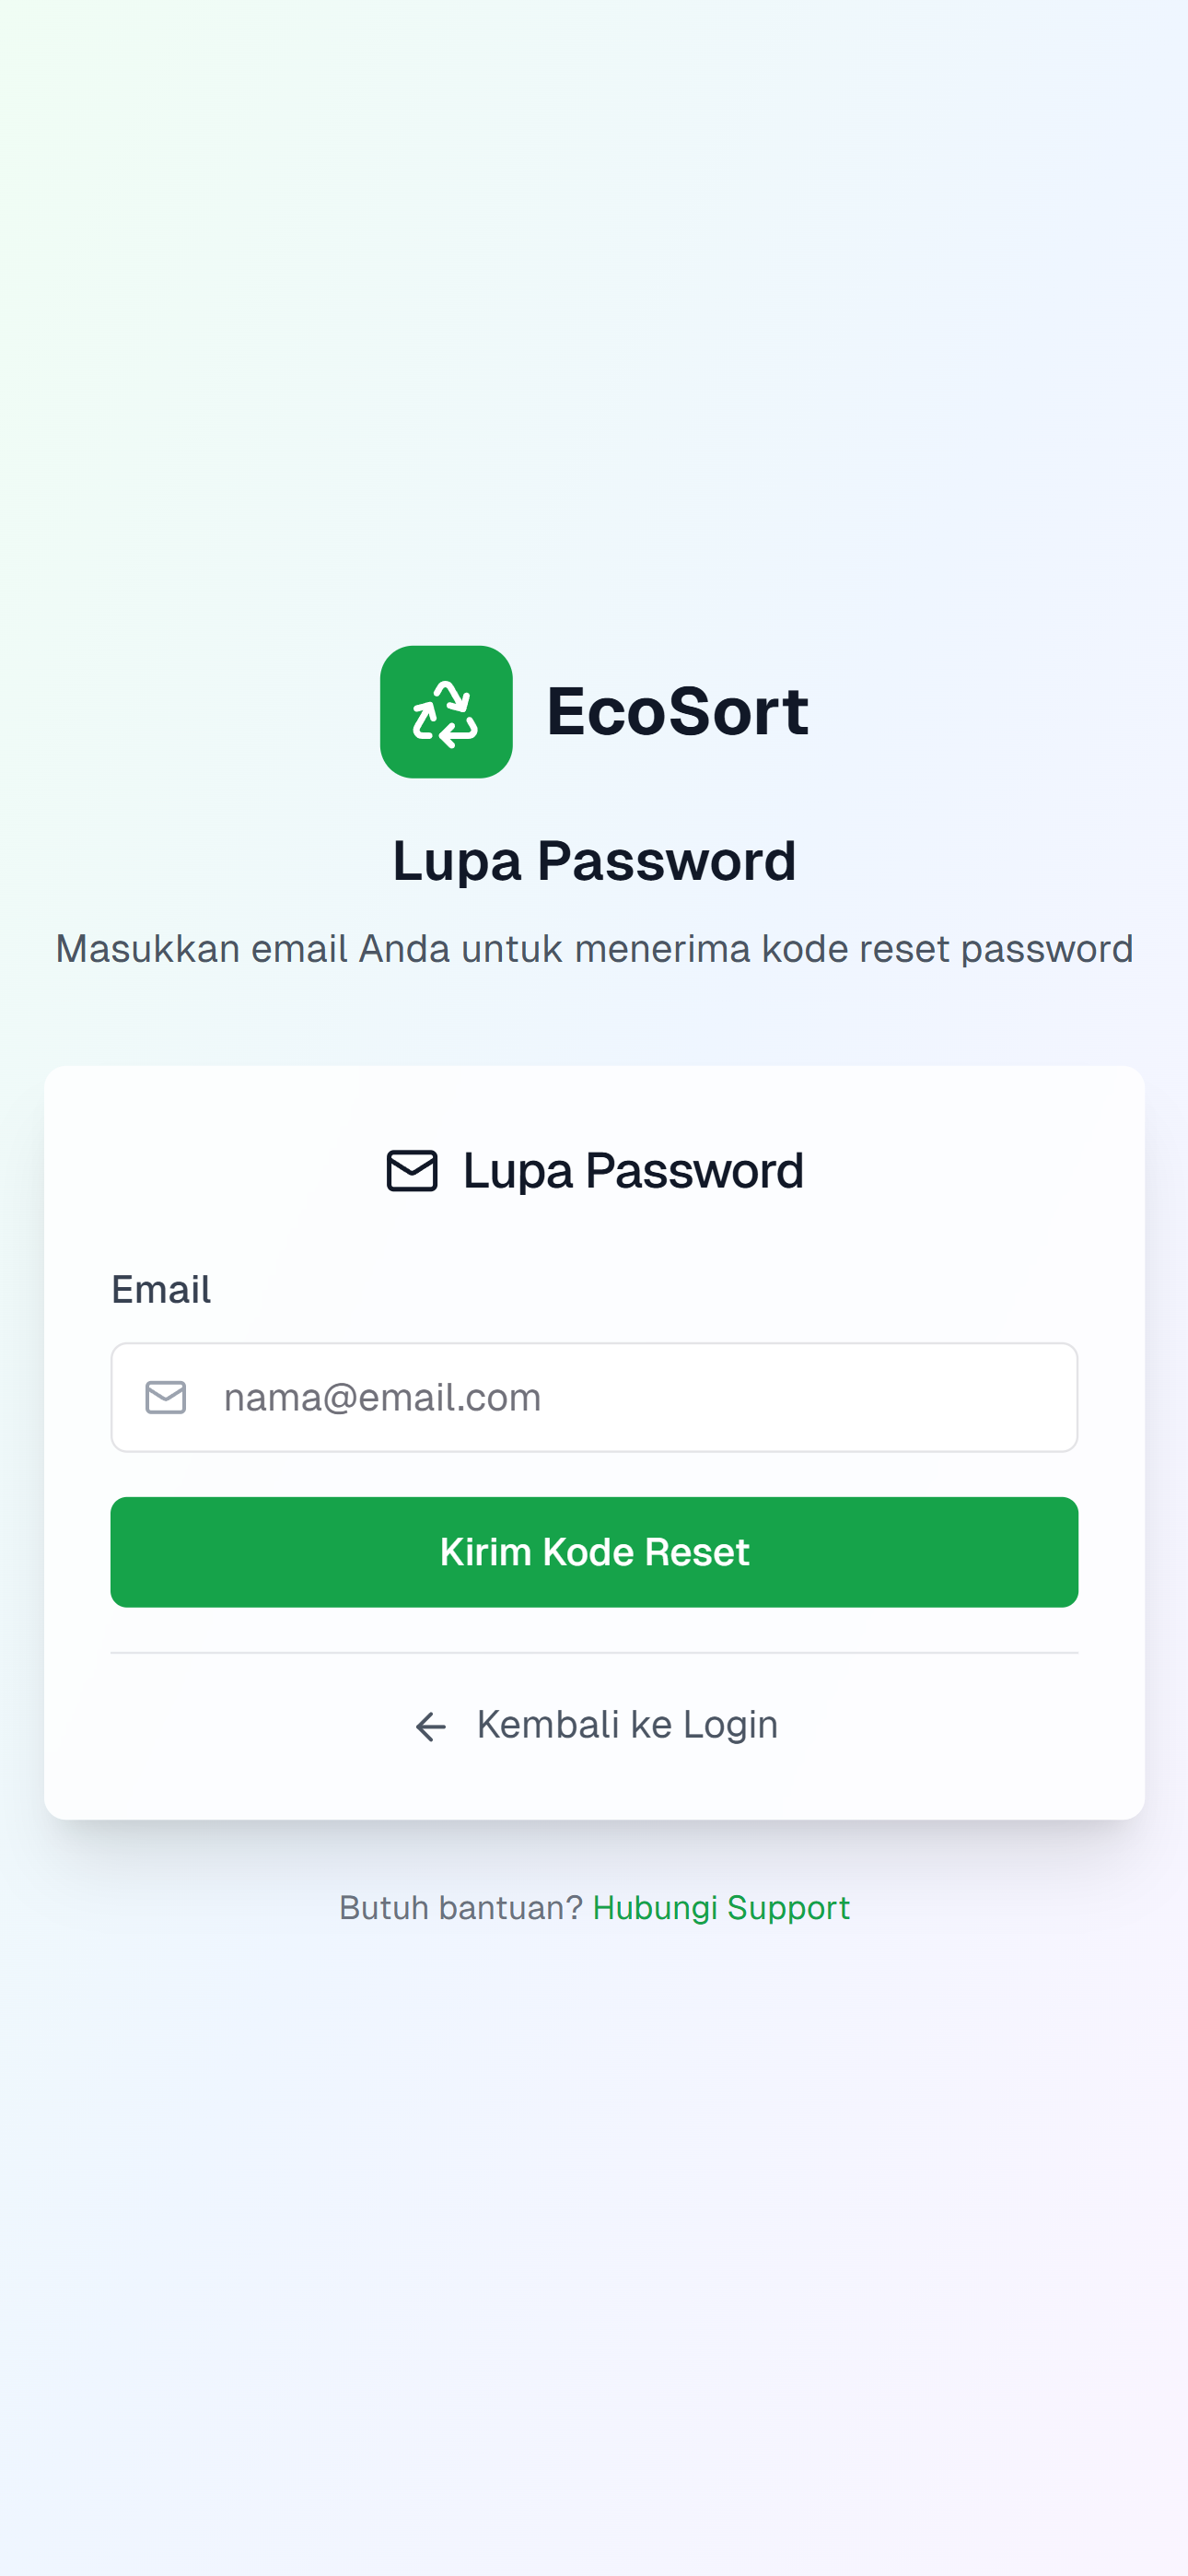 EcoSort
Lupa Password
Masukkan email Anda untuk menerima kode reset password
Lupa Password
Email
nama@email.com
Kirim Kode Reset
Kembali ke Login
Butuh bantuan? Hubungi Support